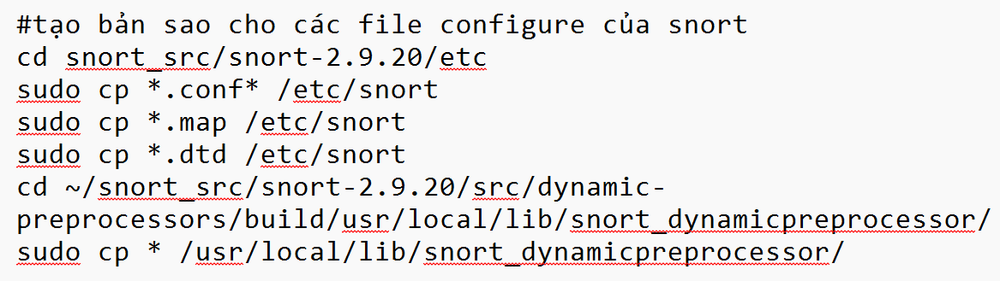 #tạo bản sao cho các file configure của snort
cd snort_src/snort-2.9.20/etc
sudo cp *.conf* /etc/snort
sudo cp *.map /etc/snort
sudo cp *.dtd /etc/snort
cd ~/snort_src/snort-2.9.20/src/dynamic-
preprocessors/build/usr/local/lib/snort_dynamicpreprocessor/
sudo cp * /usr/local/lib/snort_dynamicpreprocessor/